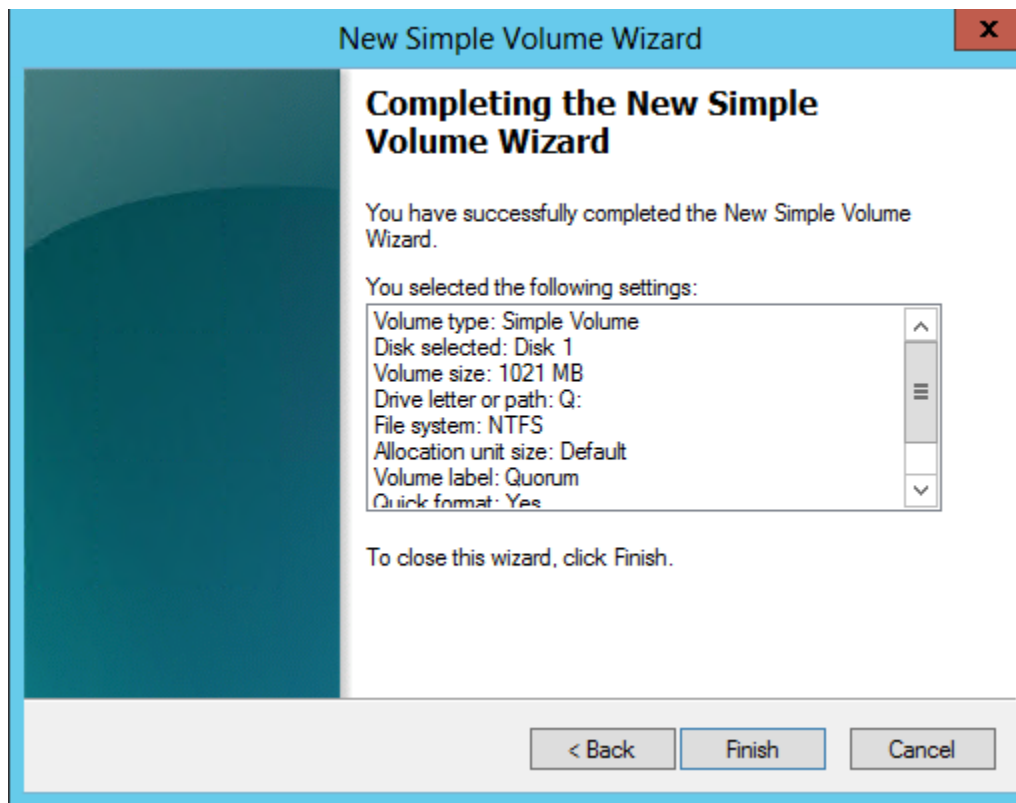 New Simple Volume Wizard
x
Completing the New Simple
Volume Wizard
You have successfully completed the New Simple Volume
Wizard.
You selected the following settings:
Volume type: Simple Volume
Disk selected: Disk 1
Volume size: 1021 MB
Drive letter or path: Q:
File system: NTFS
Allocation unit size: Default
Volume label: Quorum
Quick format: Yes
To close this wizard, click Finish.
< Back Finish Cancel